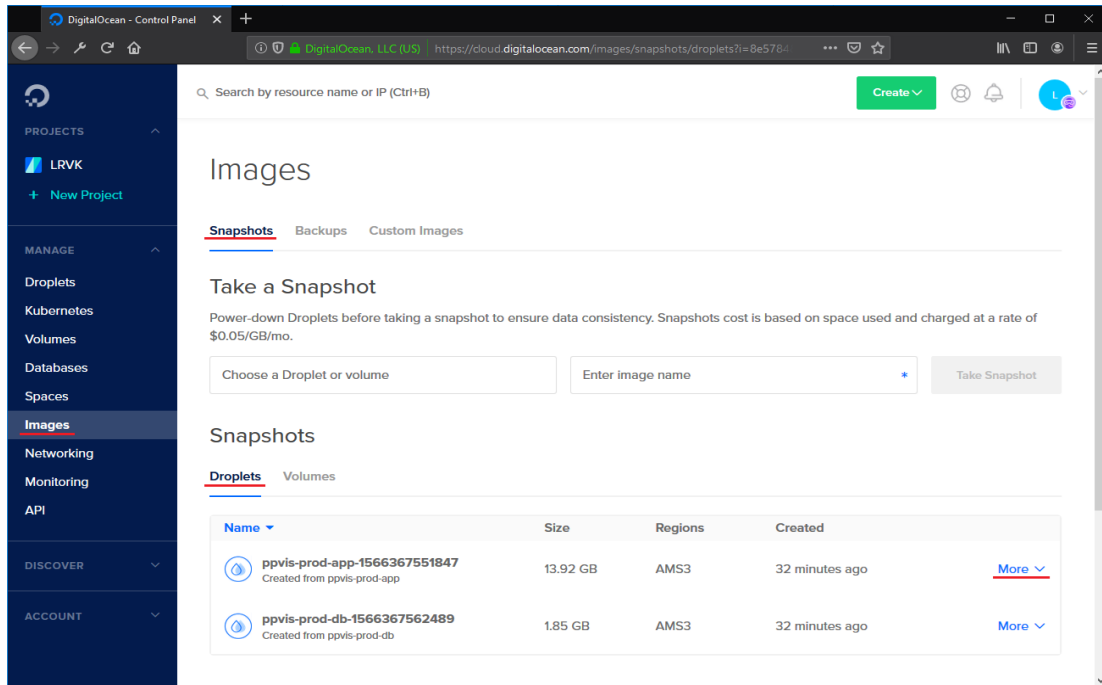 DigitalOcean - Control Panel
DigitalOcean, LLC (US) https://cloud.digitalocean.com/images/snapshots/droplets?i=8e5784
Search by resource name or IP (Ctrl+B)
Create
L
PROJECTS
LRVK
+ New Project
MANAGE
Droplets
Kubernetes
Volumes
Databases
Spaces
Images
Networking
Monitoring
API
DISCOVER
ACCOUNT
Images
Snapshots Backups Custom Images
Take a Snapshot
Power-down Droplets before taking a snapshot to ensure data consistency. Snapshots cost is based on space used and charged at a rate of
$0.05/GB/mo.
Choose a Droplet or volume Enter image name * Take Snapshot
Snapshots
Droplets Volumes
Name Size Regions Created
ppvis-prod-app-1566367551847 13.92 GB AMS3 32 minutes ago More
Created from ppvis-prod-app
ppvis-prod-db-1566367562489 1.85 GB AMS3 32 minutes ago More
Created from ppvis-prod-db